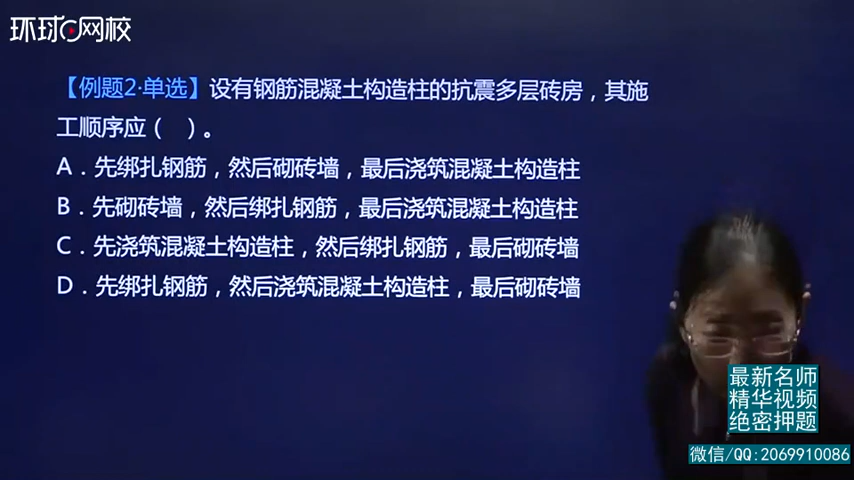 环球网校
【例题2·单选】设有钢筋混凝土构造柱的抗震多层砖房，其施
工顺序应（  ）。
A．先绑扎钢筋，然后砌砖墙，最后浇筑混凝土构造柱
B．先砌砖墙，然后绑扎钢筋，最后浇筑混凝土构造柱
C．先浇筑混凝土构造柱，然后绑扎钢筋，最后砌砖墙
D．先绑扎钢筋，然后浇筑混凝土构造柱，最后砌砖墙
最新名师
精华视频
绝密押题
微信/QQ:2069910086